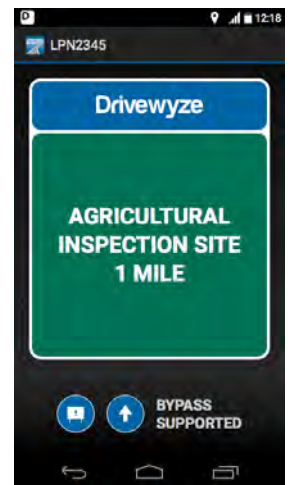 12:18
LPN2345
Drivewyze
AGRICULTURAL
INSPECTION SITE
1 MILE
BYPASS
SUPPORTED